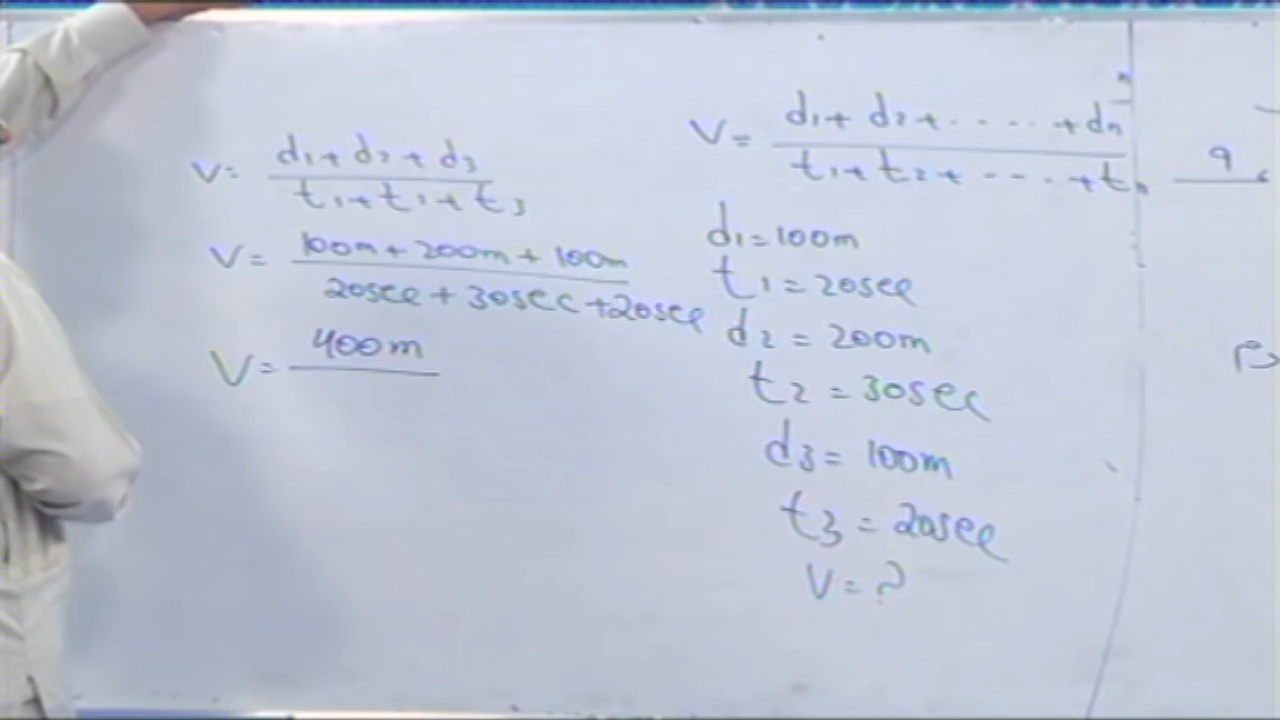 V = (d1 + d2 + d3) / (t1 + t1 + t3)
V = (100m + 200m + 100m) / (20sec + 30sec + 20sec)
V = 400m
V = (d1 + d2 + ..... + dn) / (t1 + t2 + ..... + tn)
d1 = 100m
t1 = 20sec
d2 = 200m
t2 = 30sec
d3 = 100m
t3 = 20sec
V = ?